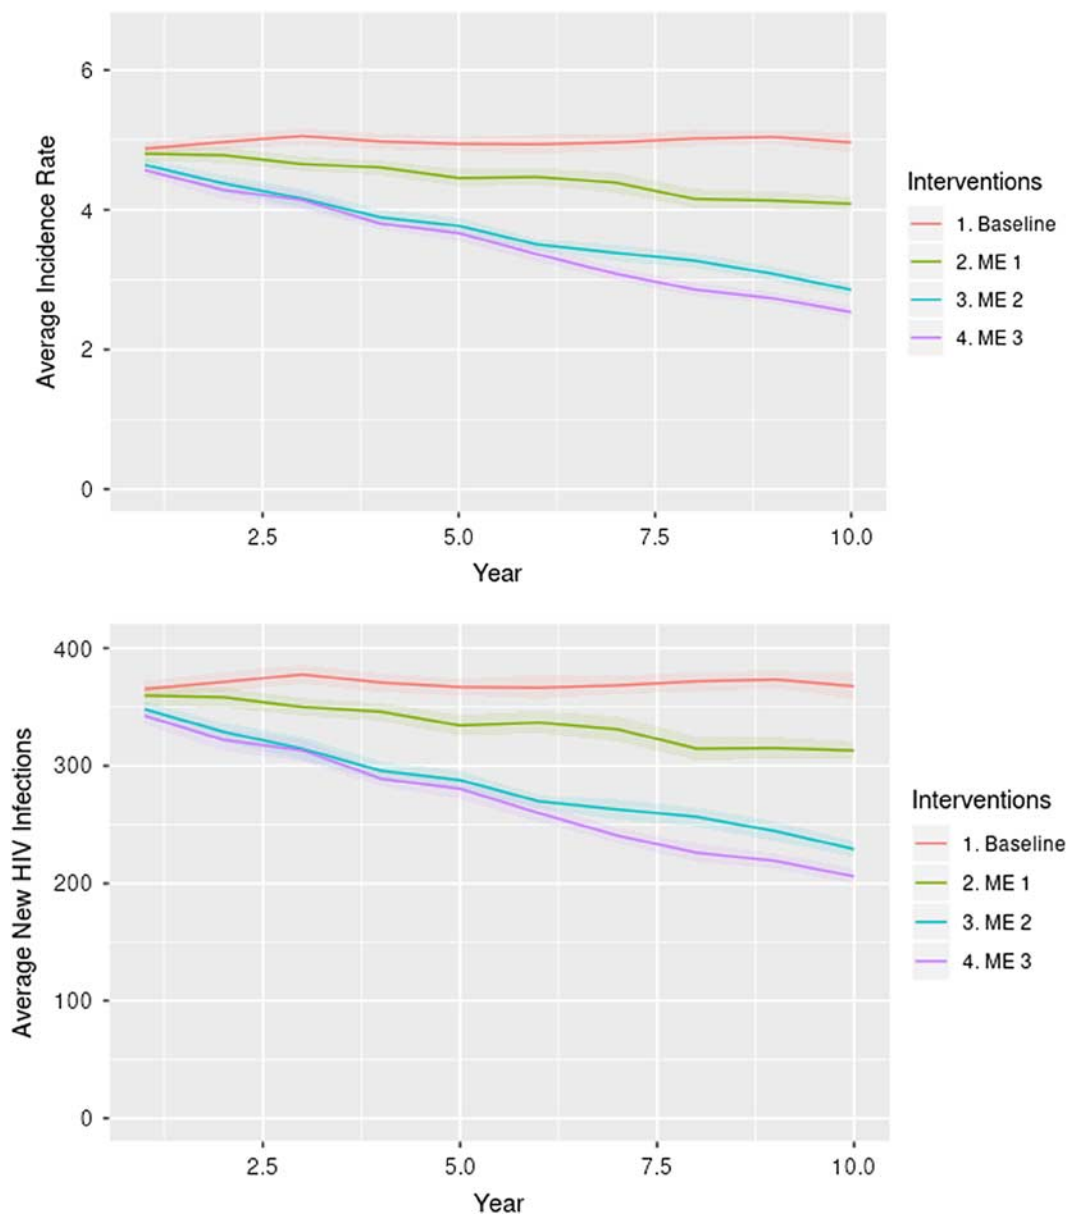 Average Incidence Rate
6
4
2
0
2.5 5.0 7.5 10.0
Year
Interventions
1. Baseline
2. ME 1
3. ME 2
4. ME 3
Average New HIV Infections
400
300
200
100
0
2.5 5.0 7.5 10.0
Year
Interventions
1. Baseline
2. ME 1
3. ME 2
4. ME 3